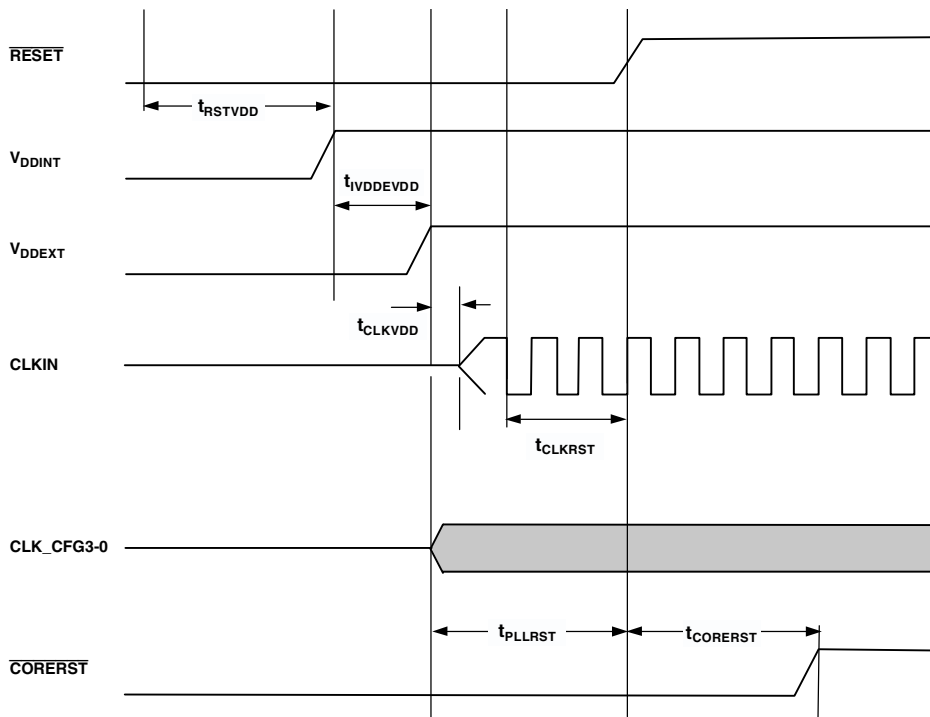 RESET
tRSTVDD
VDDINT
tIVDDEVDD
VDDEXT
tCLKVDD
CLKIN
tCLKRST
CLK_CFG3-0
tPLLRST
tCORERST
CORERST